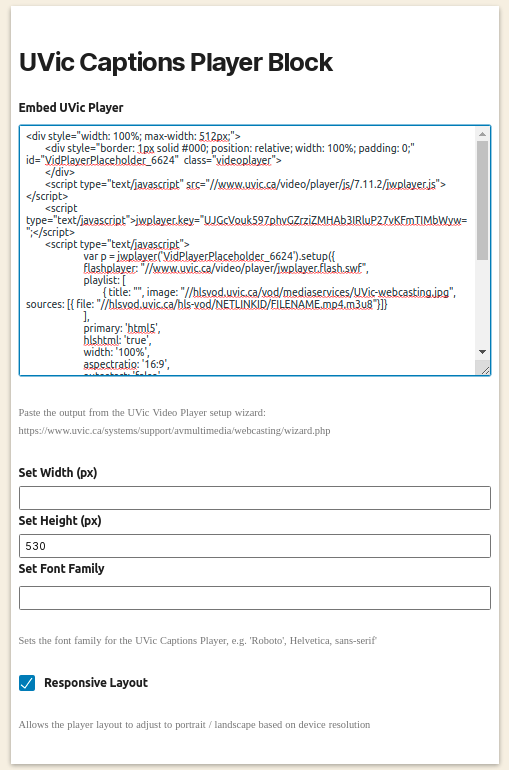 UVic Captions Player Block
Embed UVic Player
<div style="width: 100%; max-width: 512px;">
<div style="border: 1px solid #000; position: relative; width: 100%; padding: 0;"
id="VidPlayerPlaceholder_6624" class="videoplayer">
</div>
<script type="text/javascript" src="//www.uvic.ca/video/player/js/7.11.2/jwplayer.js">
</script>
<script
type="text/javascript">jwplayer.key="UJGcVouk597phvGZrziZMHAb3IRluP27vKFmTIMbWyw=
";</script>
<script type="text/javascript">
var p = jwplayer('VidPlayerPlaceholder_6624').setup({
flashplayer: "//www.uvic.ca/video/player/jwplayer.flash.swf",
playlist: [
{ title: "", image: "//hlsvod.uvic.ca/vod/mediaservices/UVic-webcasting.jpg",
sources: [{ file: "//hlsvod.uvic.ca/hls-vod/NETLINKID/FILENAME.mp4.m3u8"}]}
],
primary: 'html5',
hlshtml: 'true',
width: '100%',
aspectratio: '16:9',
autostart: 'false',
Paste the output from the UVic Video Player setup wizard:
https://www.uvic.ca/systems/support/avmultimedia/webcasting/wizard.php
Set Width (px)
Set Height (px)
530
Set Font Family
Sets the font family for the UVic Captions Player, e.g. 'Roboto', Helvetica, sans-serif'
Responsive Layout
Allows the player layout to adjust to portrait / landscape based on device resolution